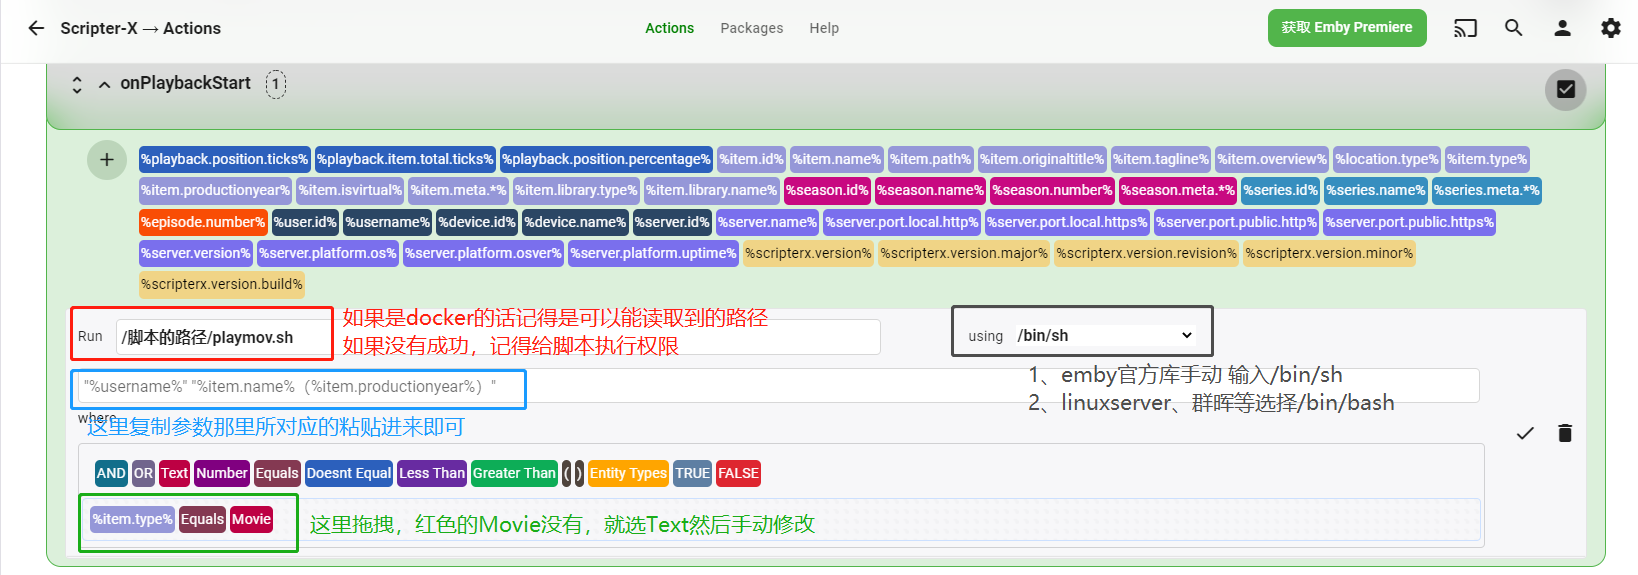 Scripter-X → Actions
Actions Packages Help
获取 Emby Premiere
onPlaybackStart 1
%playback.position.ticks% %playback.item.total.ticks% %playback.position.percentage% %item.id% %item.name% %item.path% %item.originaltitle% %item.tagline% %item.overview% %location.type% %item.type%
%item.productionyear% %item.isvirtual% %item.meta.*% %item.library.type% %item.library.name% %season.id% %season.name% %season.number% %season.meta.*% %series.id% %series.name% %series.meta.*%
%episode.number% %user.id% %username% %device.id% %device.name% %server.id% %server.name% %server.port.local.http% %server.port.local.https% %server.port.public.http% %server.port.public.https%
%server.version% %server.platform.os% %server.platform.osver% %server.platform.uptime% %scripterx.version% %scripterx.version.major% %scripterx.version.revision% %scripterx.version.minor%
%scripterx.version.build%
Run /脚本的路径/playmov.sh
如果是docker的话记得是可以能读取到的路径
如果没有成功，记得给脚本执行权限
using /bin/sh
"%username%" "%item.name%（%item.productionyear%）"
1、emby官方库手动 输入/bin/sh
2、linuxserver、群晖等选择/bin/bash
where
这里复制参数那里所对应的粘贴进来即可
AND OR Text Number Equals Doesnt Equal Less Than Greater Than ( ) Entity Types TRUE FALSE
%item.type% Equals Movie
这里拖拽，红色的Movie没有，就选Text然后手动修改